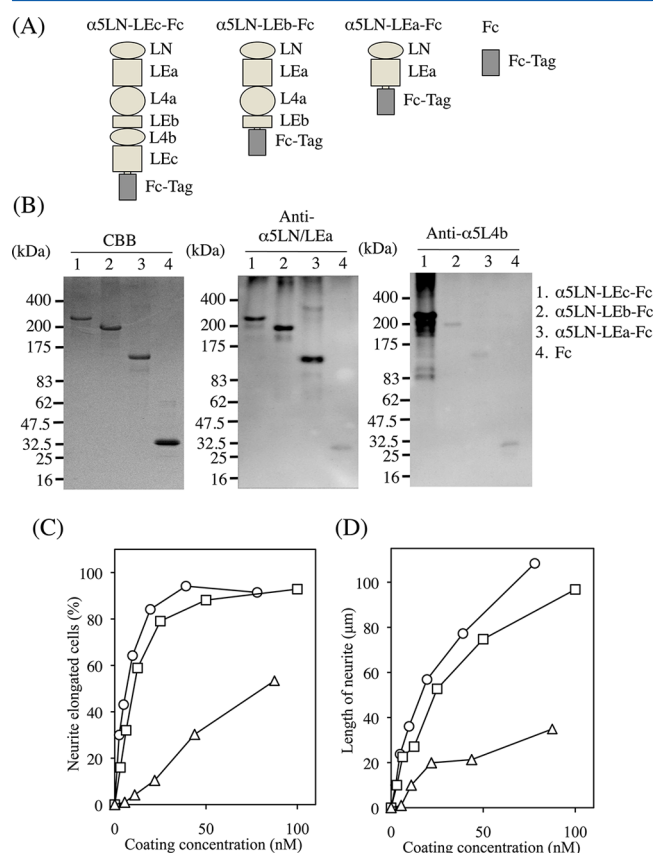 (A)
α5LN-LEc-Fc α5LN-LEb-Fc α5LN-LEa-Fc Fc
LN LN LN
LEa LEa LEa Fc-Tag
L4a L4a Fc-Tag
LEb LEb
L4b Fc-Tag
LEc
Fc-Tag
(B)
(kDa) CBB (kDa) Anti-α5LN/LEa (kDa) Anti-α5L4b
1 2 3 4 1 2 3 4 1 2 3 4
400 400 400
200 200 200
175 175 175
83 83 83
62 62 62
47.5 47.5 47.5
32.5 32.5 32.5
25 25 25
16 16 16
1. α5LN-LEc-Fc
2. α5LN-LEb-Fc
3. α5LN-LEa-Fc
4. Fc
(C)
Neurite elongated cells (%)
100
80
60
40
20
0
0 50 100
Coating concentration (nM)
(D)
Length of neurite (μm)
100
80
60
40
20
0
0 50 100
Coating concentration (nM)